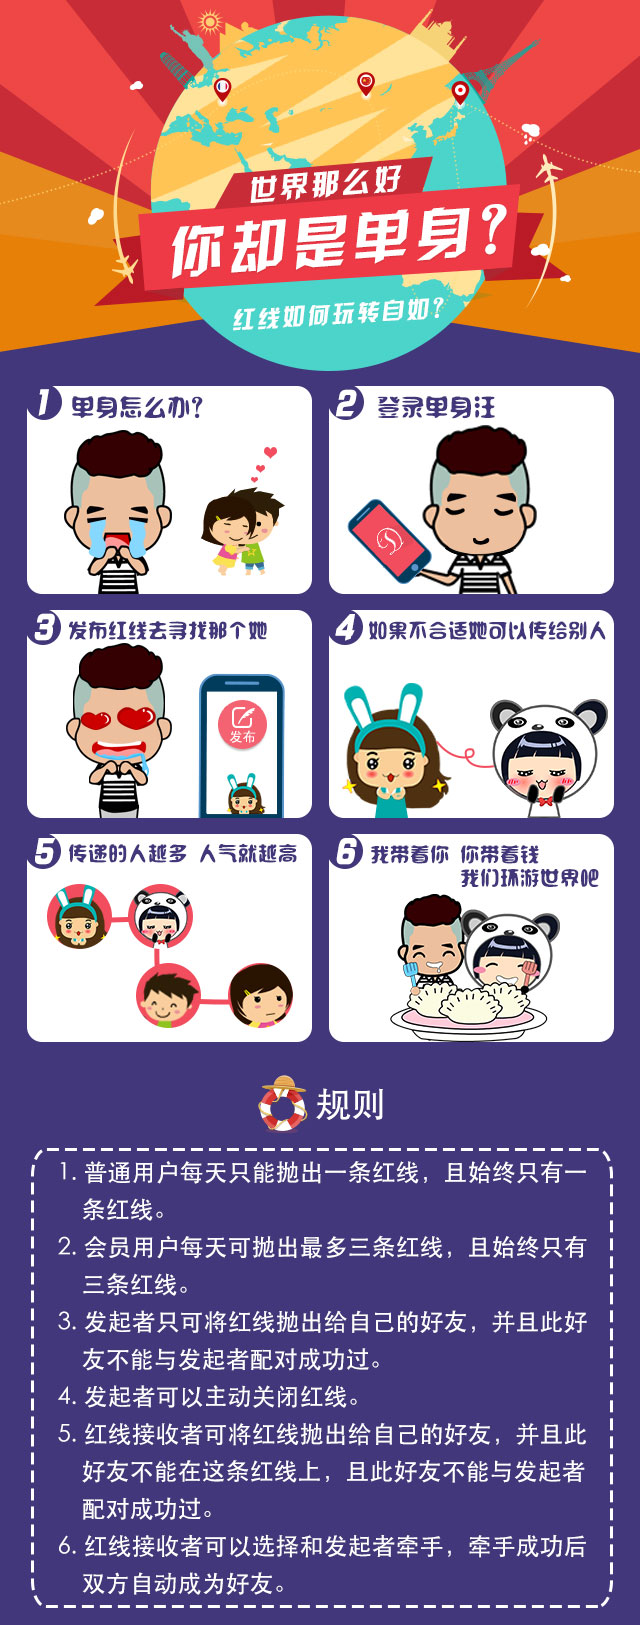 世界那么好
你却是单身?
红线如何玩转自如?
1 单身怎么办?
2 登录单身汪
3 发布红线去寻找那个她
发布
4 如果不合适她可以传给别人
5 传递的人越多 人气就越高
6 我带着你 你带着钱
我们环游世界吧
规则
1. 普通用户每天只能抛出一条红线，且始终只有一
条红线。
2. 会员用户每天可抛出最多三条红线，且始终只有
三条红线。
3. 发起者只可将红线抛出给自己的好友，并且此好
友不能与发起者配对成功过。
4. 发起者可以主动关闭红线。
5. 红线接收者可将红线抛出给自己的好友，并且此
好友不能在这条红线上，且此好友不能与发起者
配对成功过。
6. 红线接收者可以选择和发起者牵手，牵手成功后
双方自动成为好友。